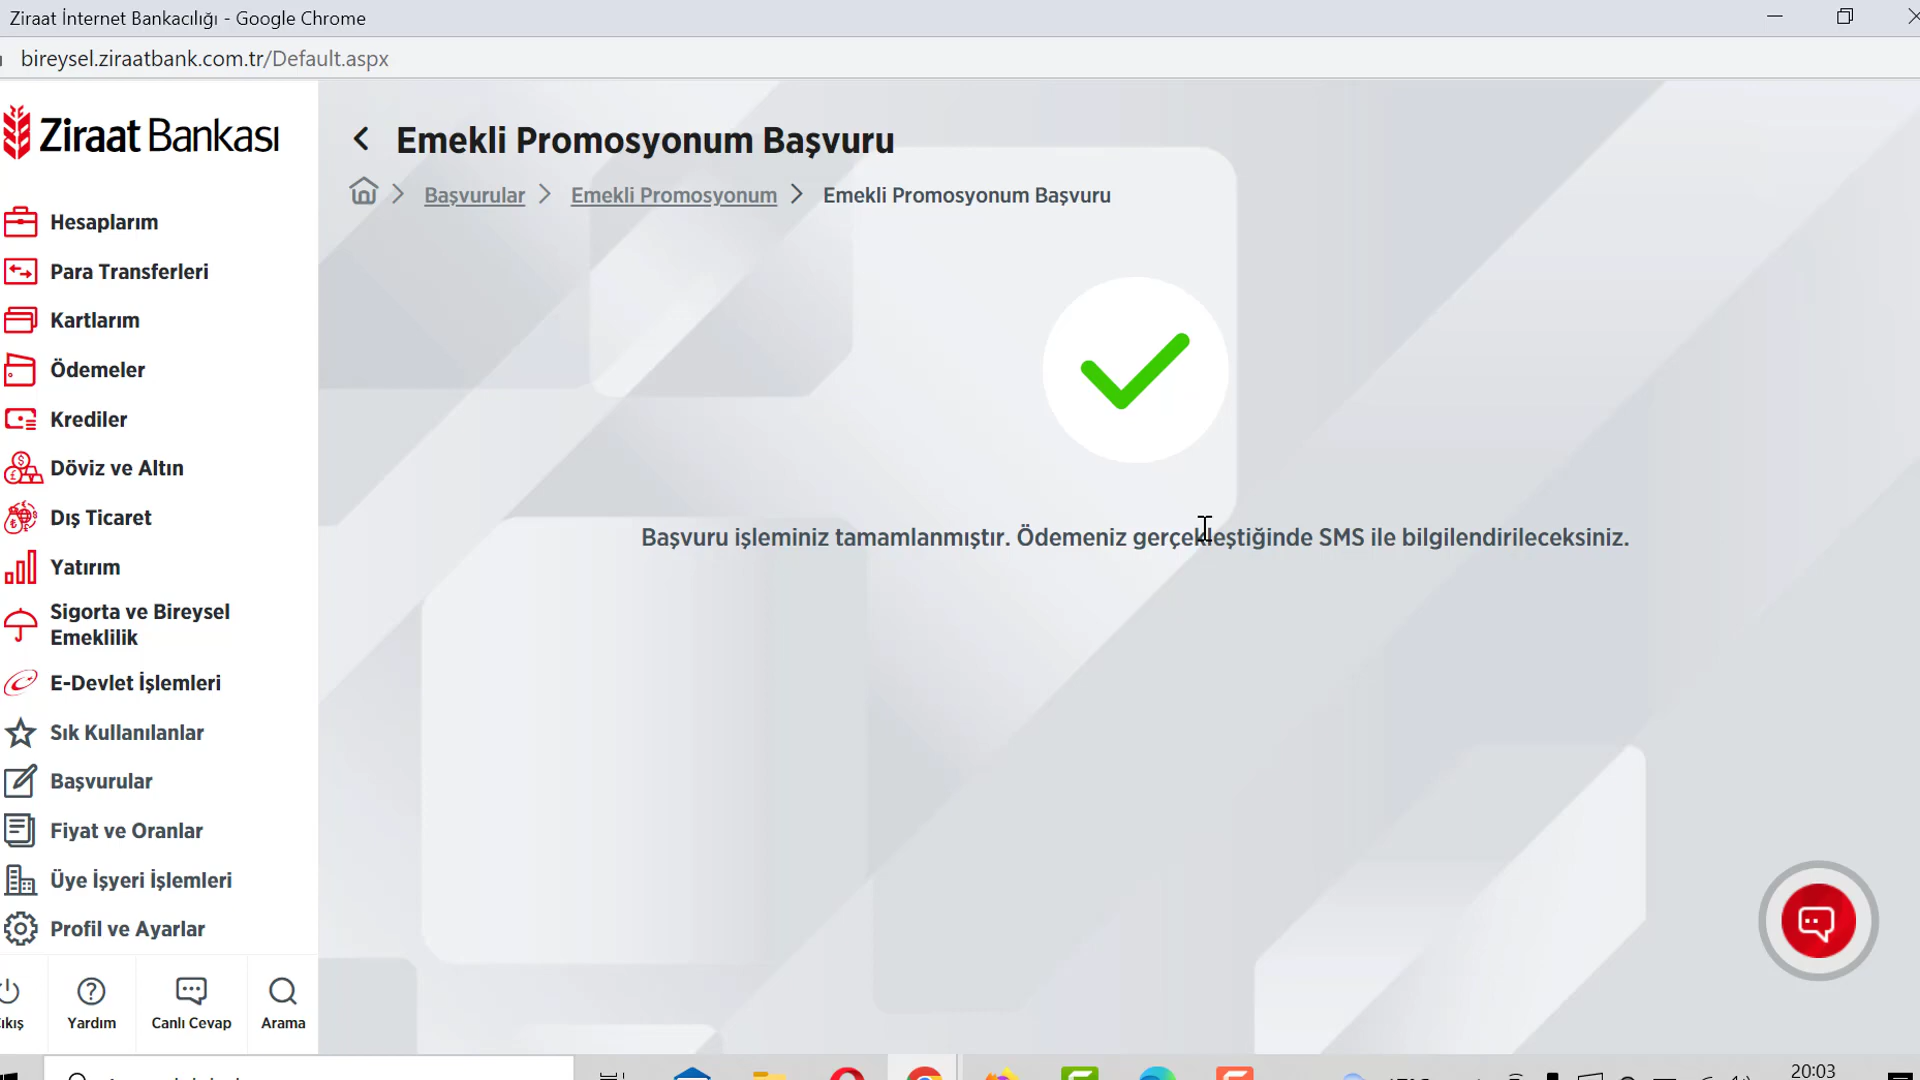 Ziraat İnternet Bankacılığı - Google Chrome
bireysel.ziraatbank.com.tr/Default.aspx
Ziraat Bankası
Emekli Promosyonum Başvuru
Başvurular > Emekli Promosyonum > Emekli Promosyonum Başvuru
Hesaplarım
Para Transferleri
Kartlarım
Ödemeler
Krediler
Döviz ve Altın
Dış Ticaret
Yatırım
Sigorta ve Bireysel
Emeklilik
E-Devlet İşlemleri
Sık Kullanılanlar
Başvurular
Fiyat ve Oranlar
Üye İşyeri İşlemleri
Profil ve Ayarlar
Başvuru işleminiz tamamlanmıştır. Ödemeniz gerçekleştiğinde SMS ile bilgilendirileceksiniz.
Yardım
Canlı Cevap
Arama
20:03